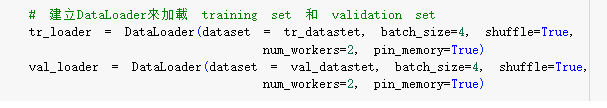 # 建立DataLoader來加載 training set 和 validation set
tr_loader = DataLoader(dataset = tr_datastet, batch_size=4, shuffle=True,
num_workers=2, pin_memory=True)
val_loader = DataLoader(dataset = val_datastet, batch_size=4, shuffle=True,
num_workers=2, pin_memory=True)